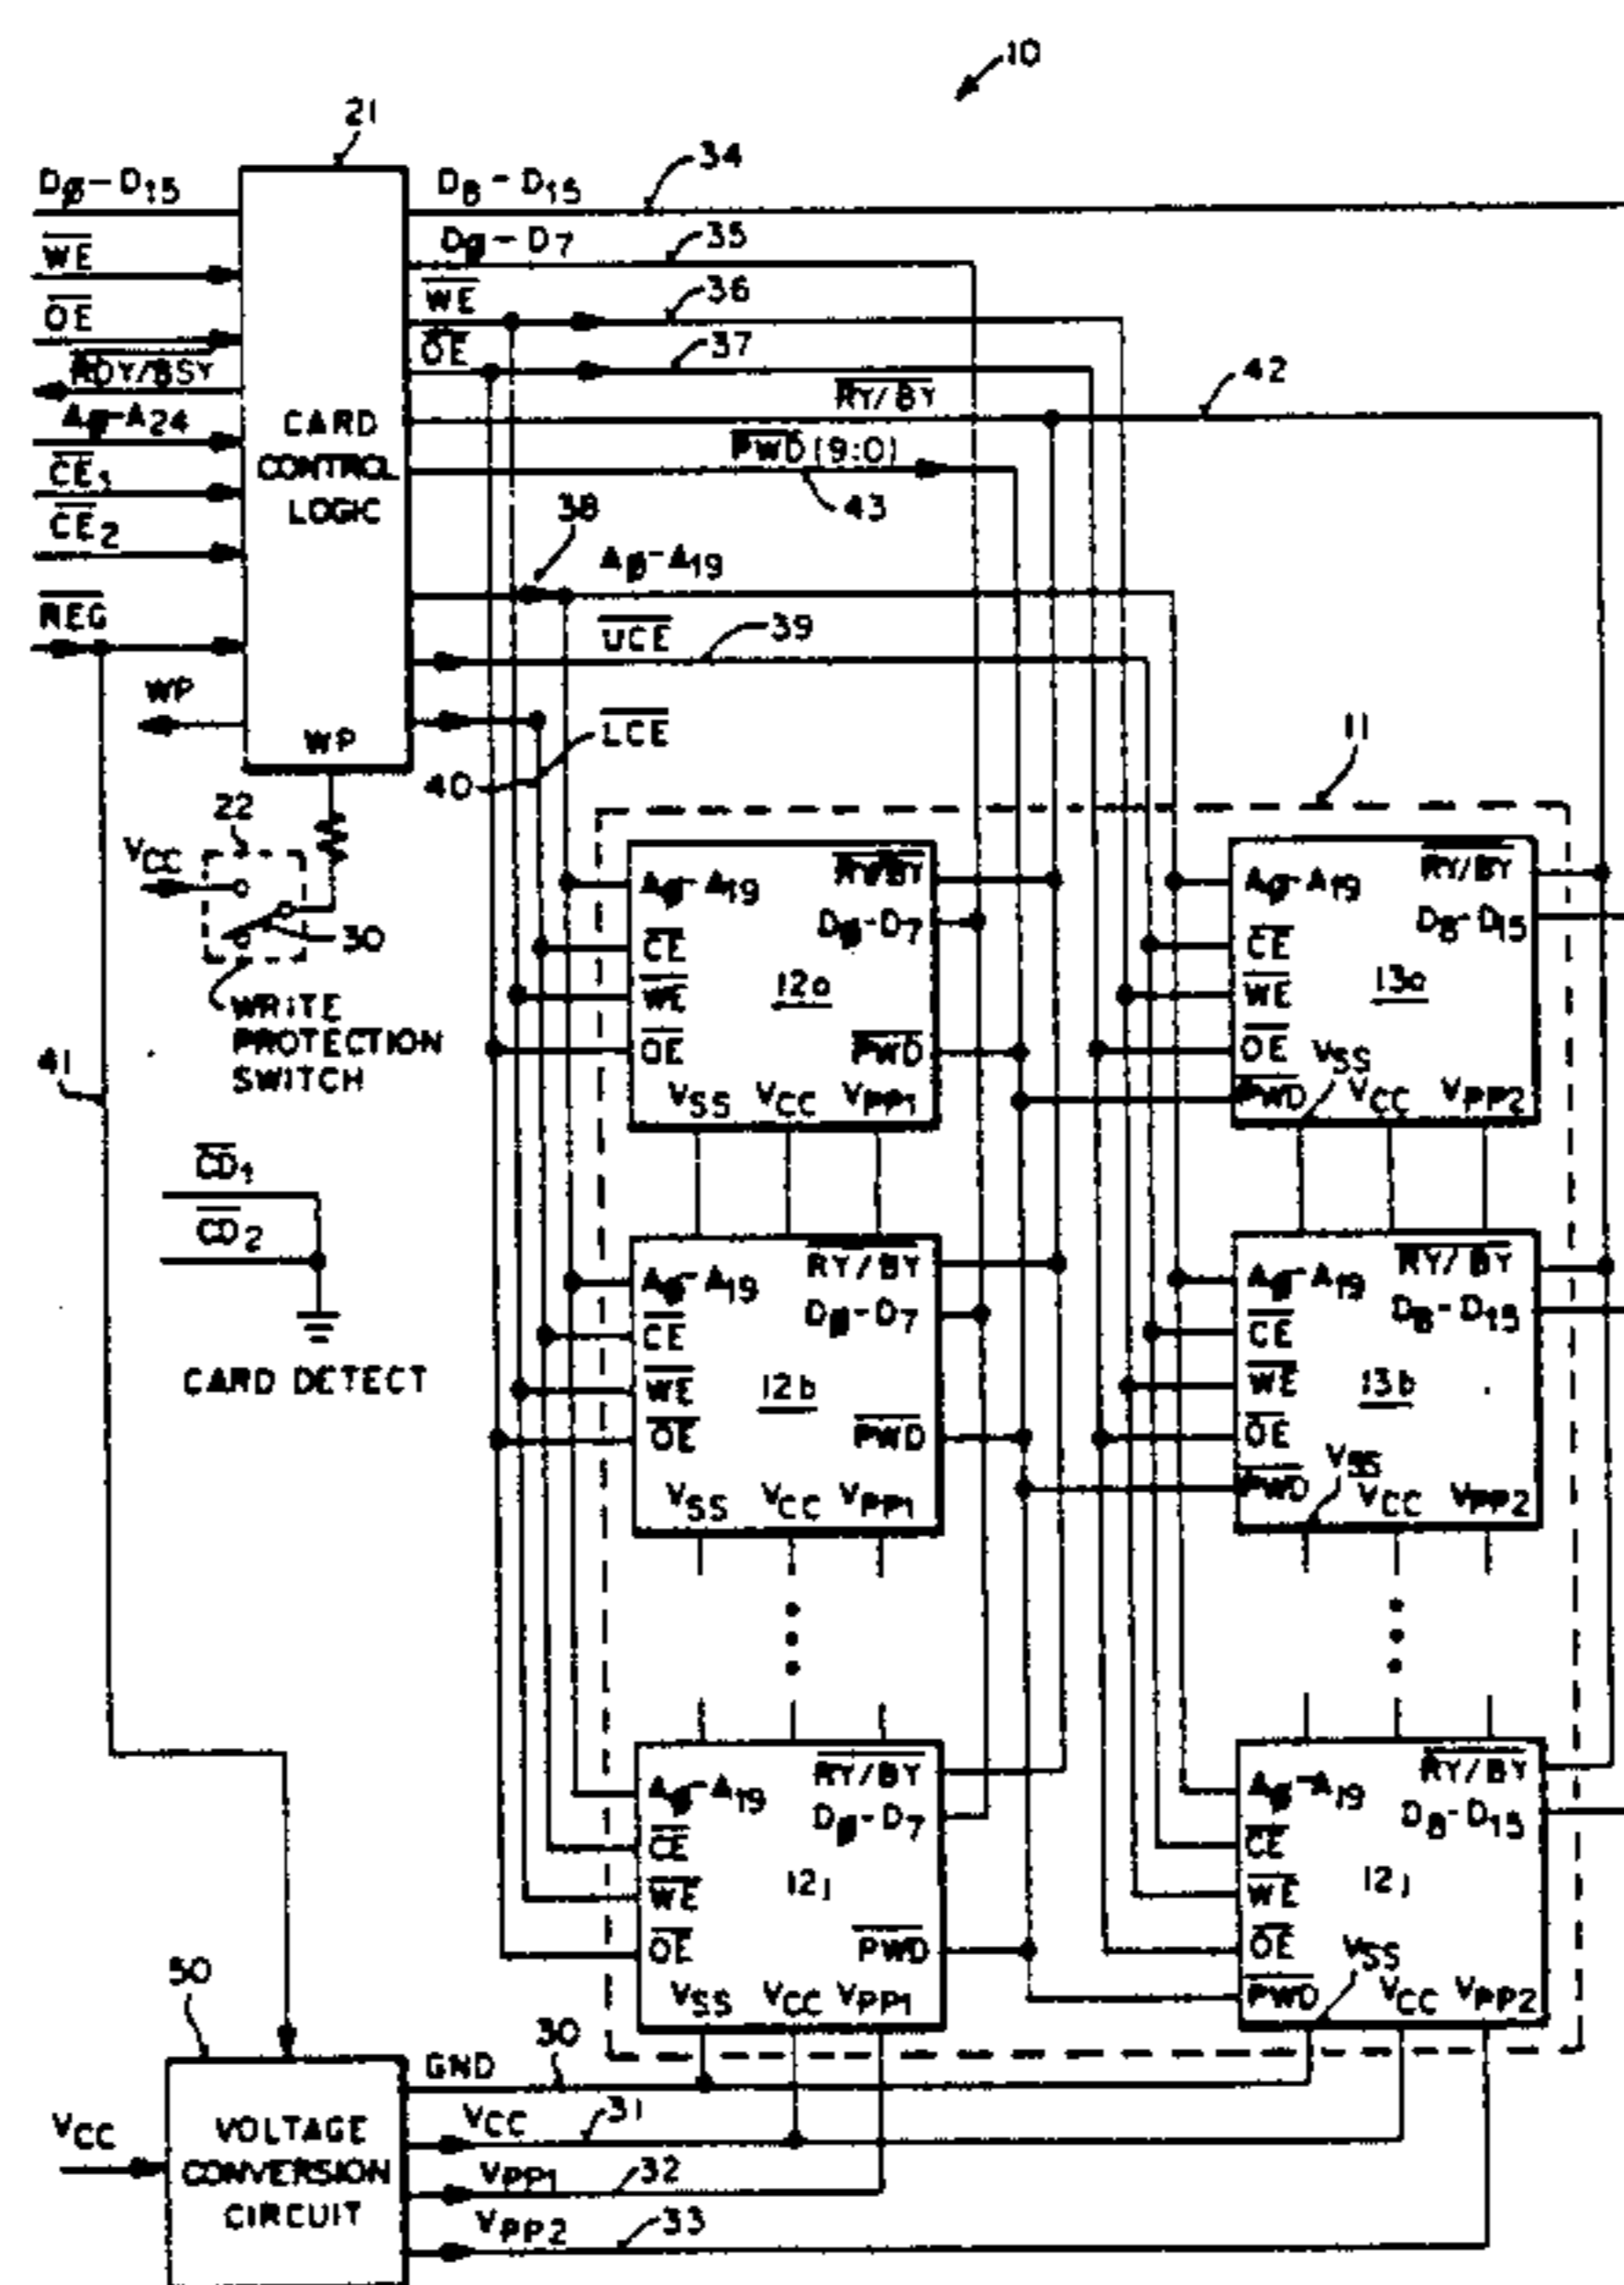 10
21
34
DØ-D15
D8-D15
DØ-D7
35
WE
WE
36
OE
OE
37
RDY/BSY
RY/BY
42
AØ-A24
CARD
CONTROL
LOGIC
PWD(9:0)
43
CE1
CE2
38
AØ-A19
REG
UCE
39
WP
WP
LCE
40
11
22
VCC
30
WRITE
PROTECTION
SWITCH
41
CD1
CD2
CARD DETECT
AØ-A19
RY/BY
DØ-D7
CE
WE
12a
OE
PWD
VSS VCC VPP1
AØ-A19
RY/BY
D8-D15
CE
WE
13a
OE
VSS
PWD
VCC VPP2
RY/BY
AØ-A19
DØ-D7
CE
WE
12b
OE
PWD
VSS VCC VPP1
RY/BY
AØ-A19
D8-D15
CE
WE
13b
OE
VSS
PWD
VCC VPP2
RY/BY
AØ-A19
DØ-D7
CE
WE
12j
OE
PWD
VSS VCC VPP1
RY/BY
AØ-A19
D8-D15
CE
WE
12j
OE
VSS
PWD
VCC VPP2
50
VCC
VOLTAGE
CONVERSION
CIRCUIT
GND
30
VCC
31
VPP1
32
VPP2
33